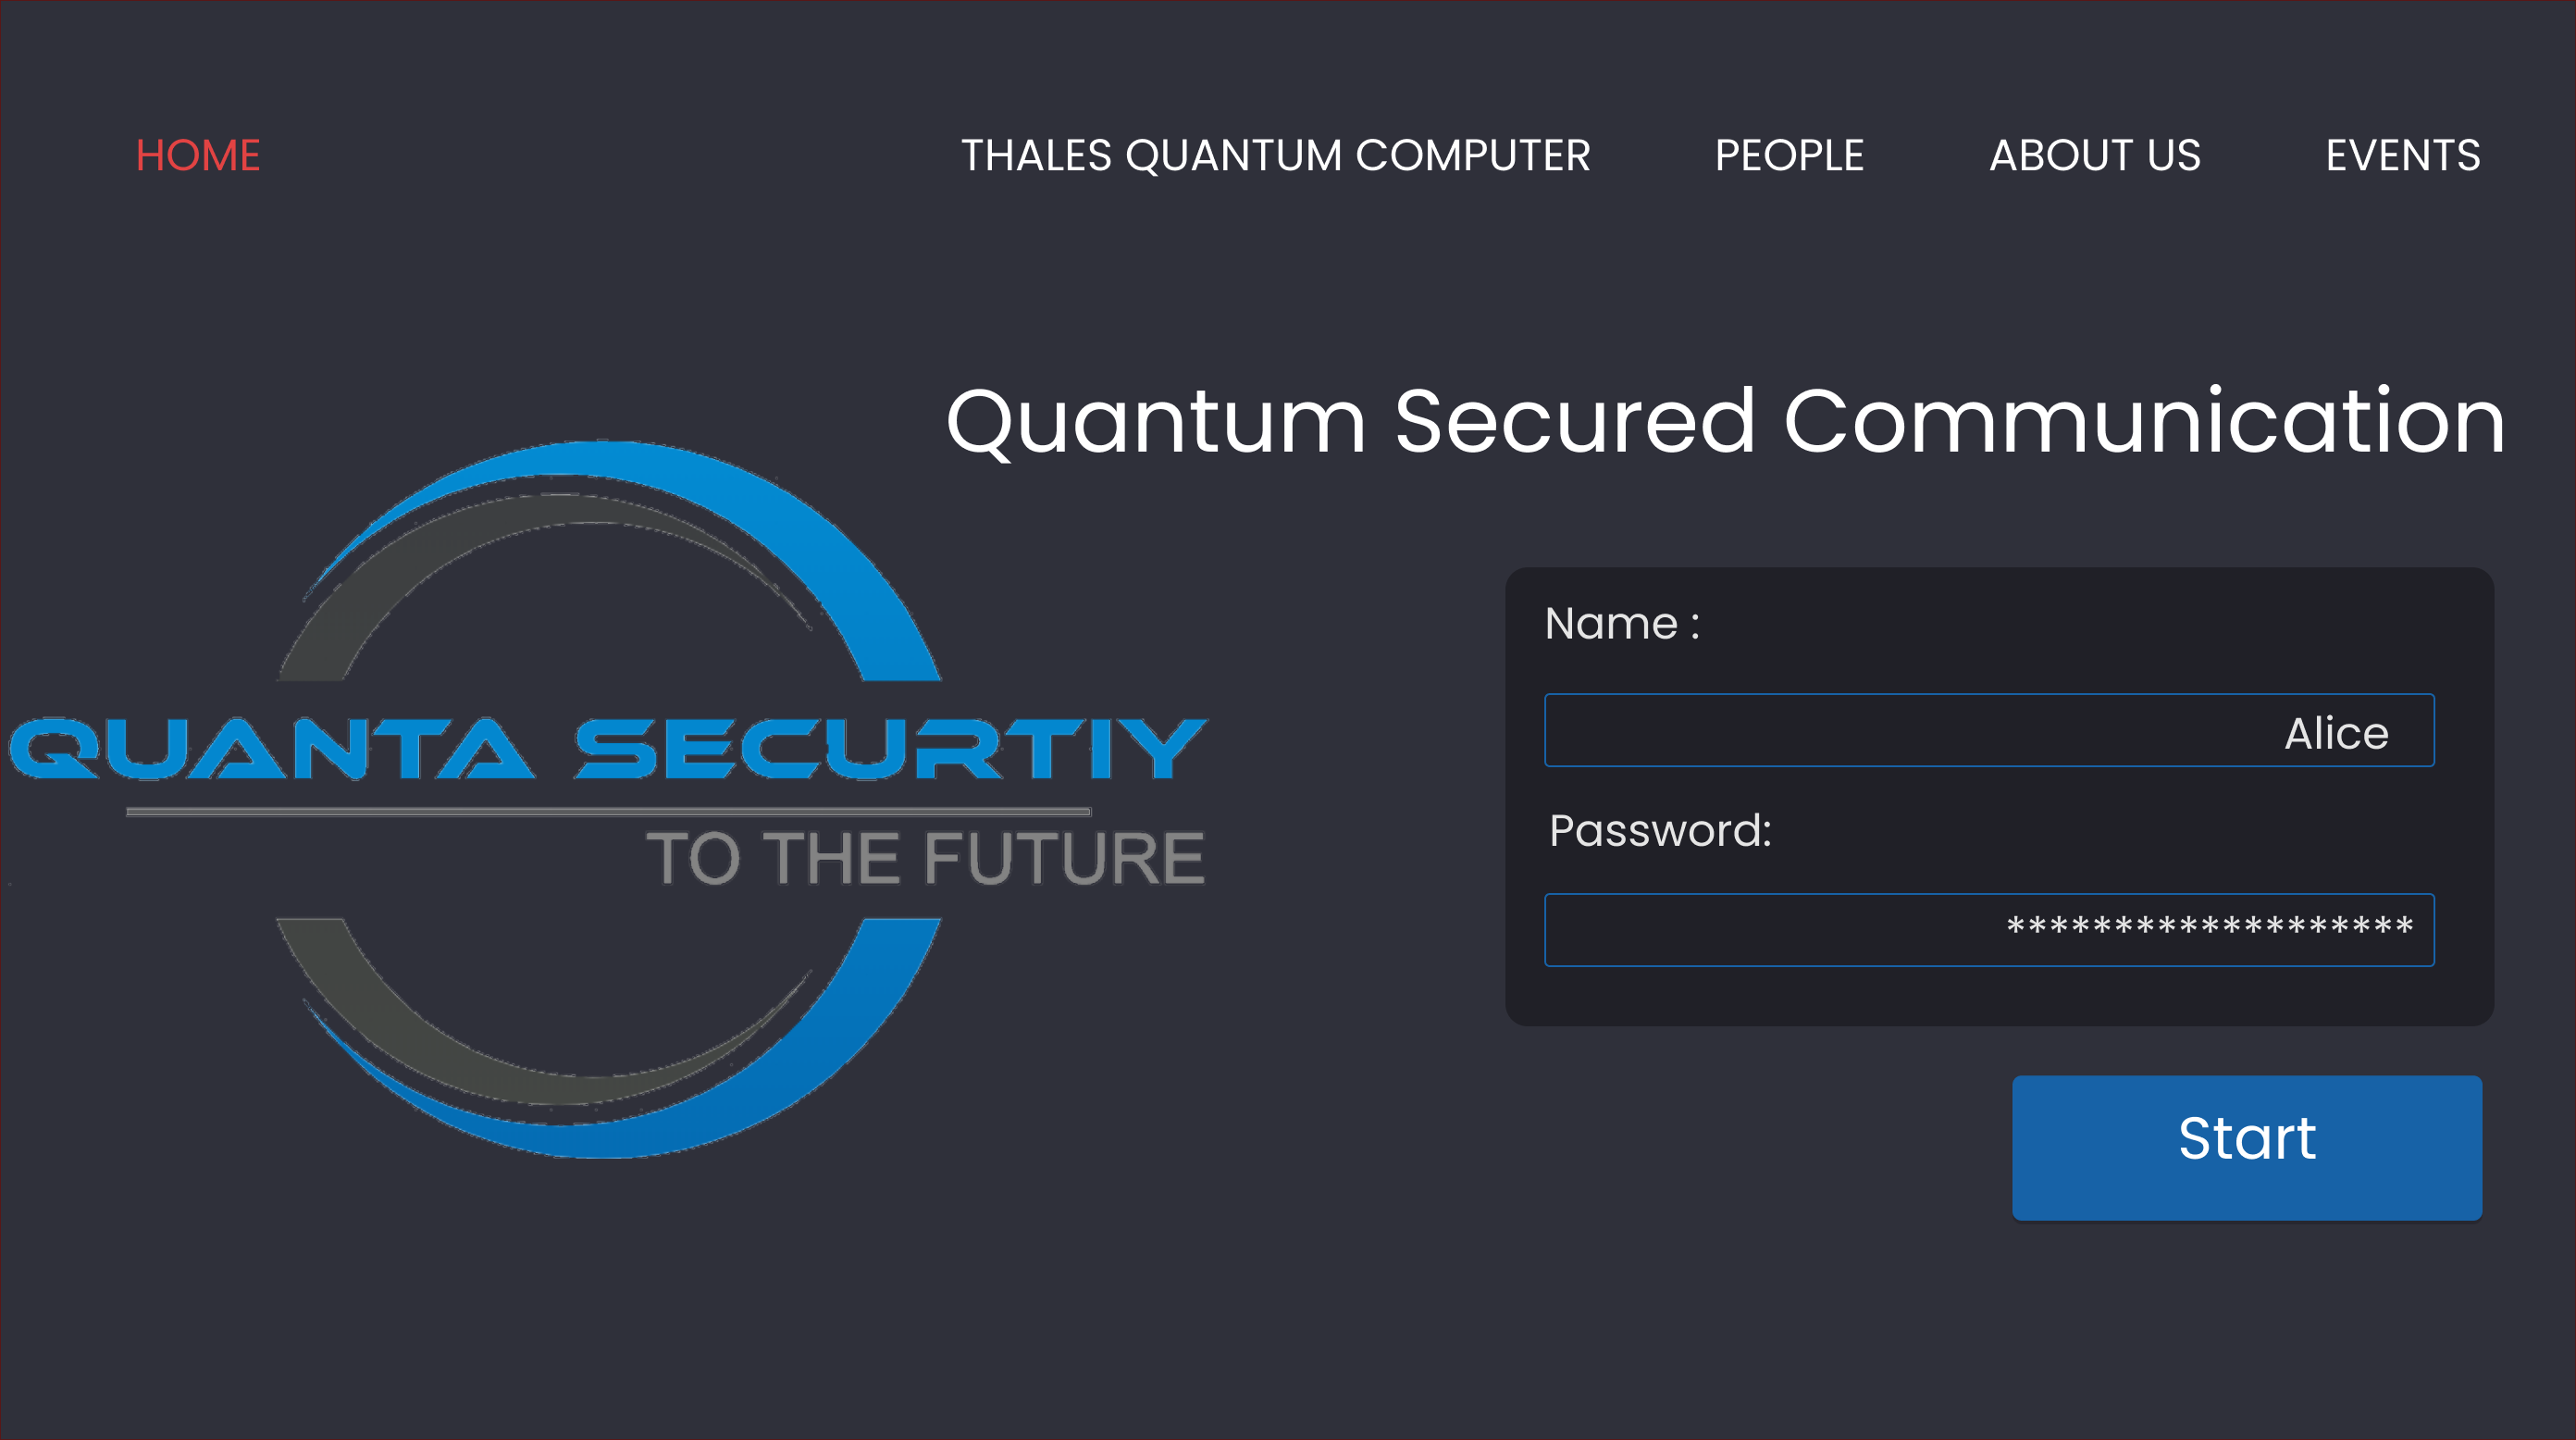 HOME
THALES QUANTUM COMPUTER
PEOPLE
ABOUT US
EVENTS
Quantum Secured Communication
QUANTA SECURTIY
TO THE FUTURE
Name :
Alice
Password:
*******************
Start